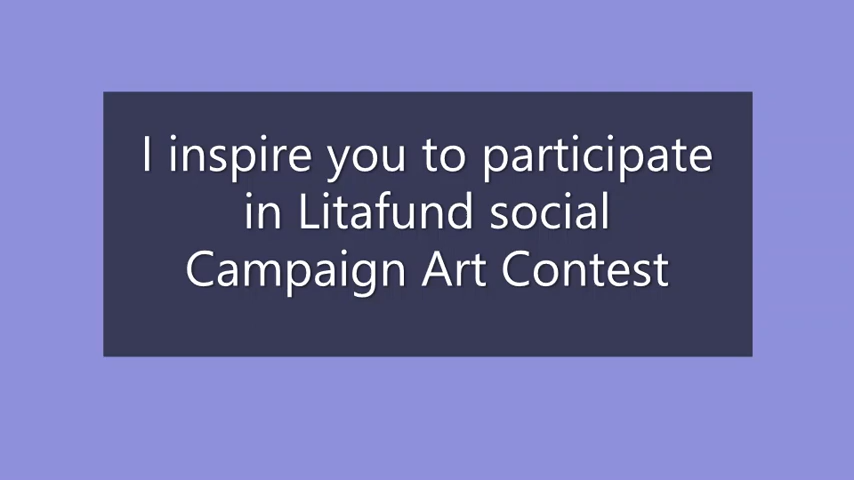 I inspire you to participate
in Litafund social
Campaign Art Contest